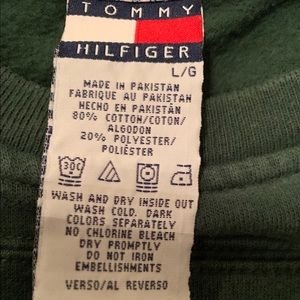 TOMMY
HILFIGER
L/G
MADE IN PAKISTAN
FABRIQUE AU PAKISTAN
HECHO EN PAKISTAN
80% COTTON/COTON/
ALGODON
20% POLYESTER/
POLIÉSTER
30C
WASH AND DRY INSIDE OUT
WASH COLD. DARK
COLORS SEPARATELY
NO CHLORINE BLEACH
DRY PROMPTLY
DO NOT IRON
EMBELLISHMENTS
VERSO/AL REVERSO